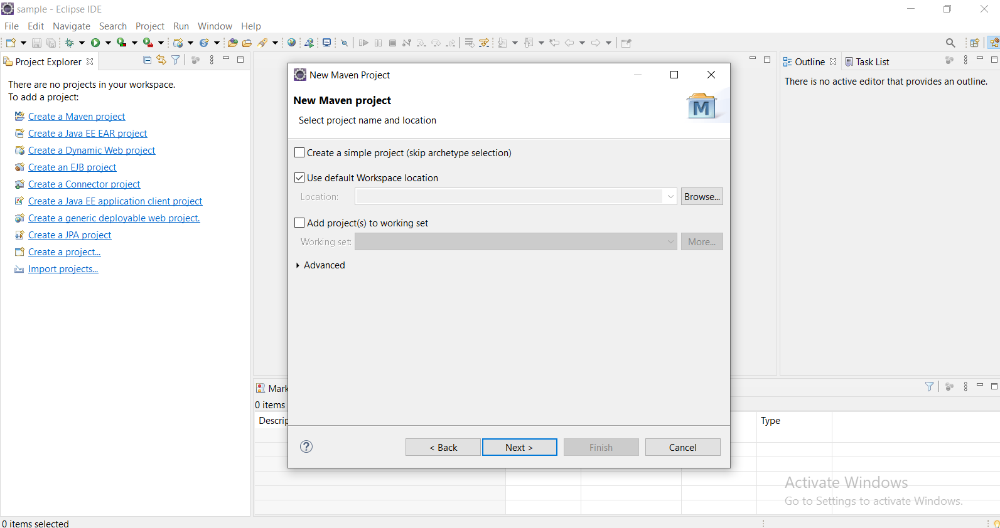 sample - Eclipse IDE
File Edit Navigate Search Project Run Window Help
Project Explorer
There are no projects in your workspace.
To add a project:
Create a Maven project
Create a Java EE EAR project
Create a Dynamic Web project
Create an EJB project
Create a Connector project
Create a Java EE application client project
Create a generic deployable web project.
Create a JPA project
Create a project...
Import projects...
New Maven Project
New Maven project
Select project name and location
M
Create a simple project (skip archetype selection)
Use default Workspace location
Location:
Browse...
Add project(s) to working set
Working set:
More...
Advanced
? < Back Next > Finish Cancel
Outline Task List
There is no active editor that provides an outline.
Mark
0 items
Descrip
Type
Activate Windows
Go to Settings to activate Windows.
0 items selected